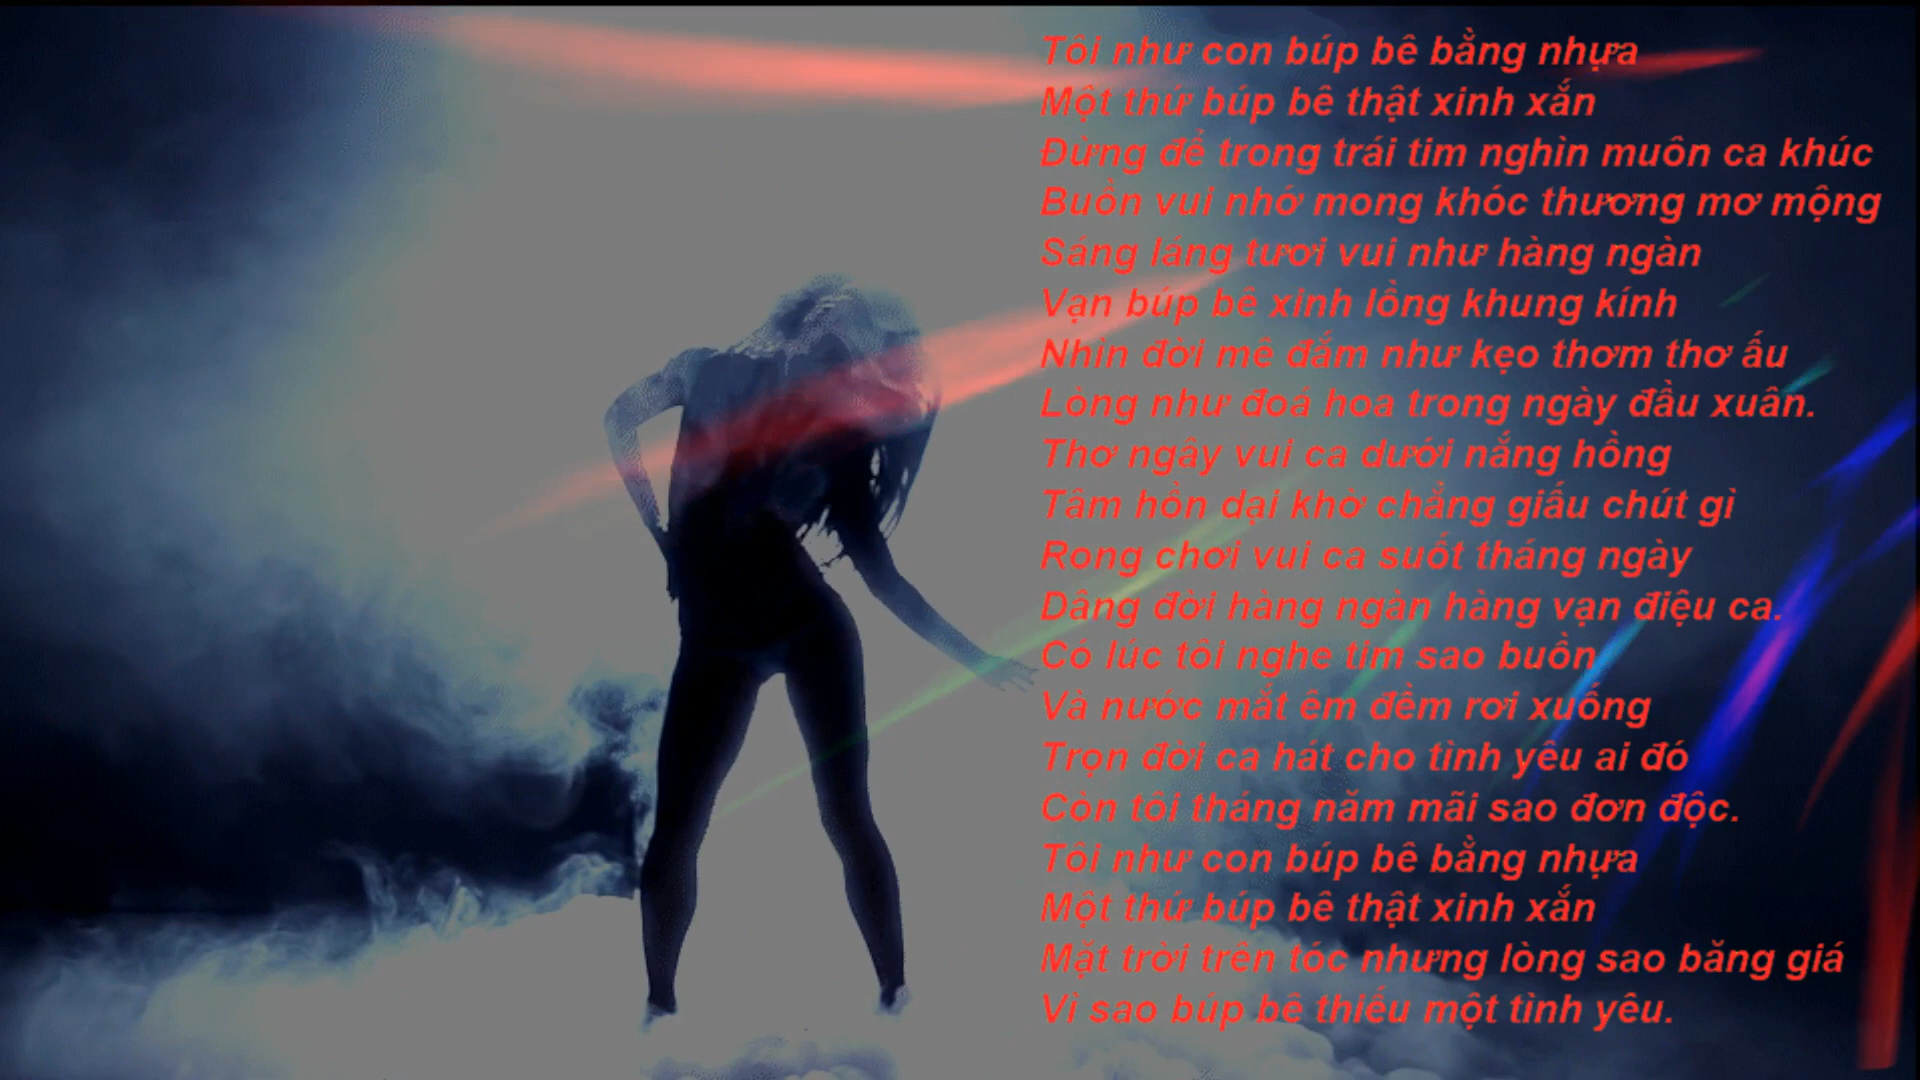 Tôi như con búp bê bằng nhựa
Một thứ búp bê thật xinh xắn
Đừng để trong trái tim nghìn muôn ca khúc
Buồn vui nhớ mong khóc thương mơ mộng
Sáng láng tươi vui như hàng ngàn
Vạn búp bê xinh lồng khung kính
Nhìn đời mê đắm như kẹo thơm thơ ấu
Lòng như đoá hoa trong ngày đầu xuân.
Thơ ngây vui ca dưới nắng hồng
Tâm hồn dại khờ chẳng giấu chút gì
Rong chơi vui ca suốt tháng ngày
Dâng đời hàng ngàn hàng vạn điệu ca.
Có lúc tôi nghe tim sao buồn
Và nước mắt êm đềm rơi xuống
Trọn đời ca hát cho tình yêu ai đó
Còn tôi tháng năm mãi sao đơn độc.
Tôi như con búp bê bằng nhựa
Một thứ búp bê thật xinh xắn
Mặt trời trên tóc nhưng lòng sao băng giá
Vì sao búp bê thiếu một tình yêu.